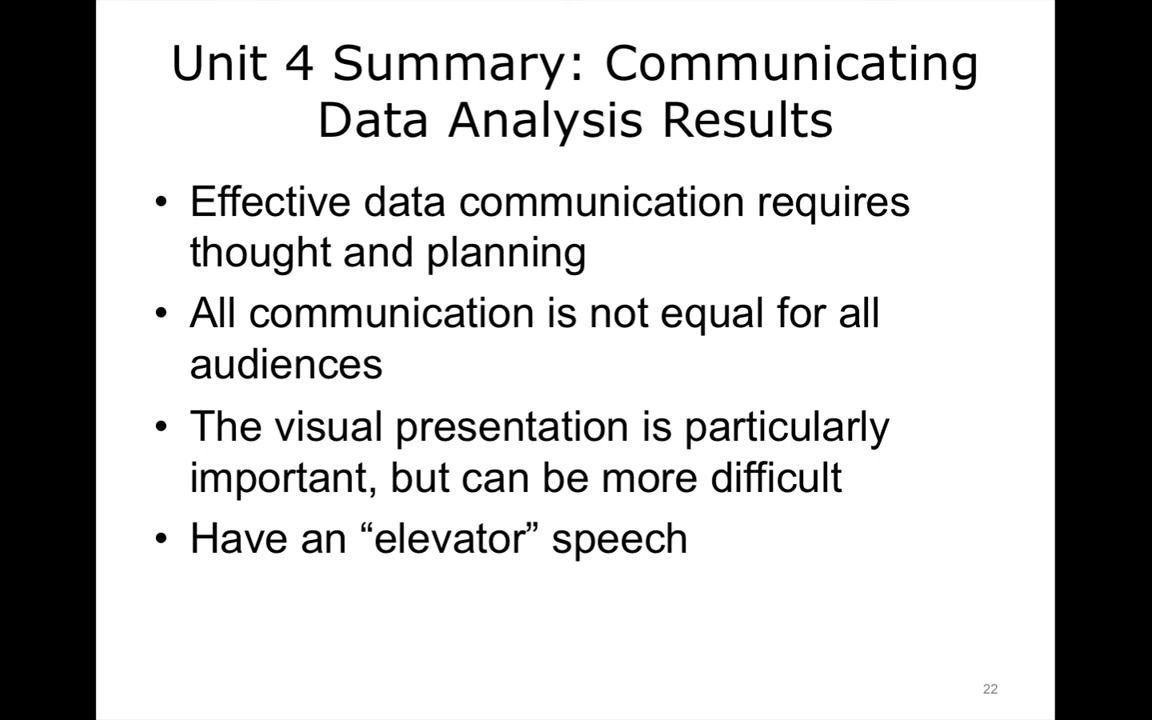 Unit 4 Summary: Communicating
Data Analysis Results
• Effective data communication requires
thought and planning
• All communication is not equal for all
audiences
• The visual presentation is particularly
important, but can be more difficult
• Have an “elevator” speech
22